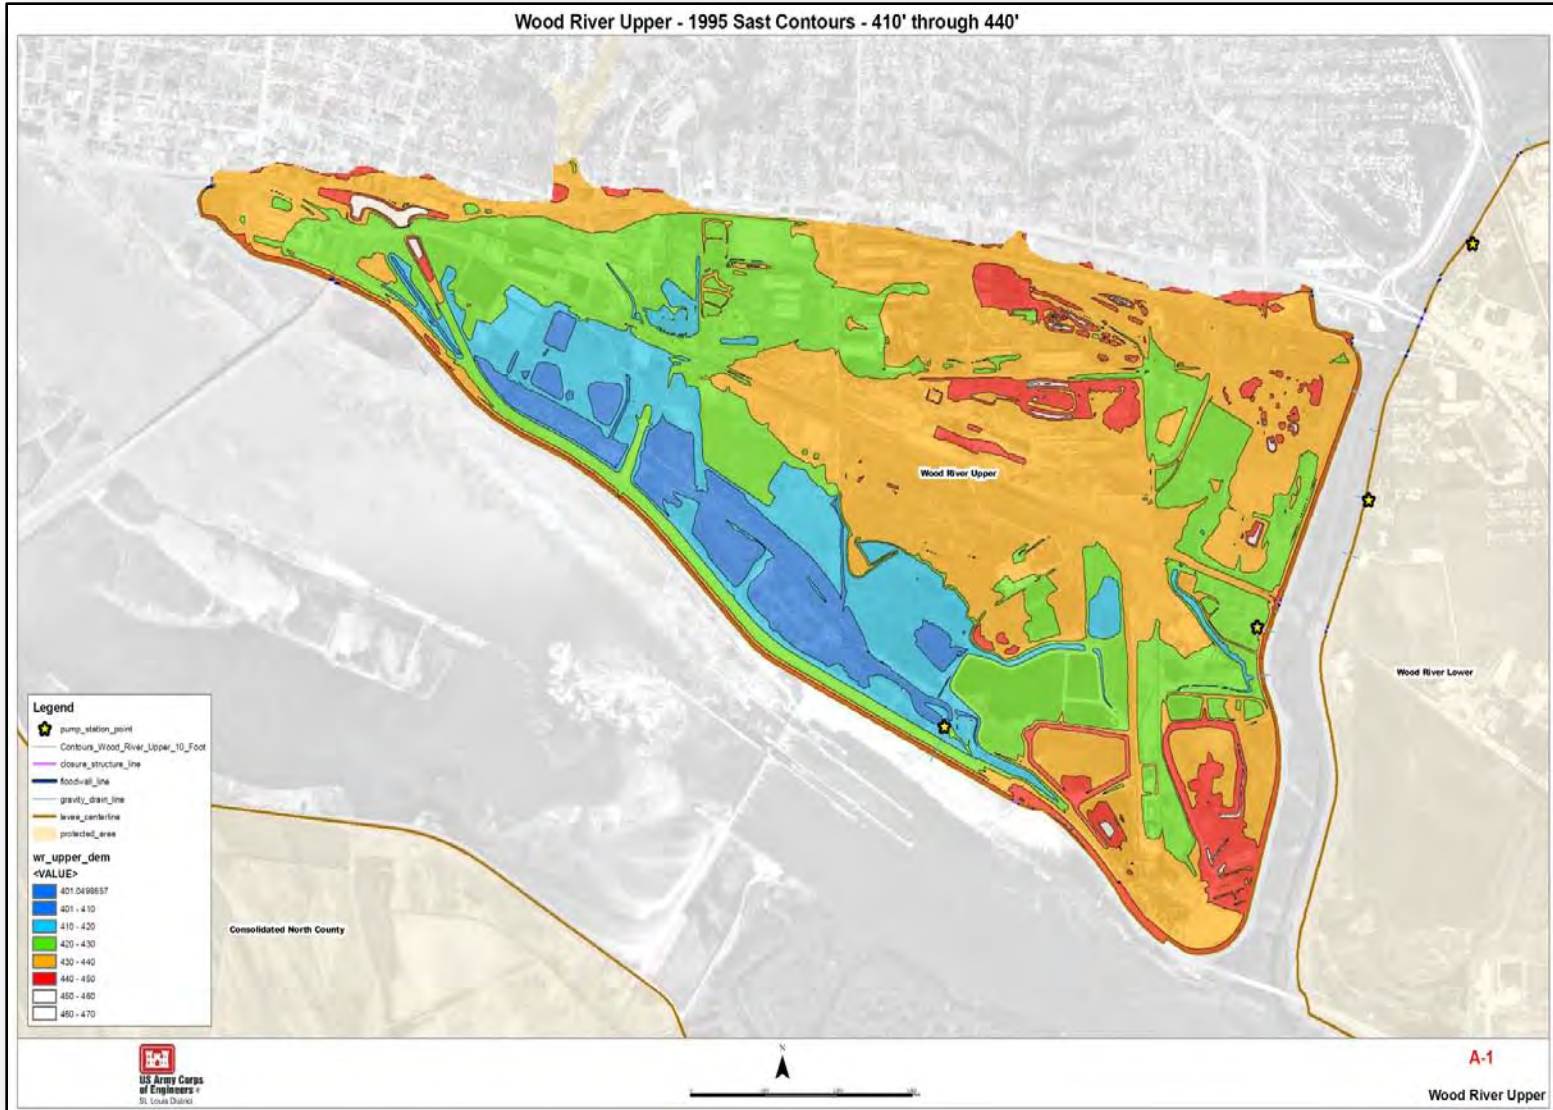 Wood River Upper - 1995 Sast Contours - 410' through 440'
Wood River Upper
Wood River Lower
Consolidated North County
Legend
pump_station_point
Contours_Wood_River_Upper_10_Foot
closure_structure_line
floodwall_line
gravity_drain_line
levee_centerline
protected_area
wr_upper_dem
<VALUE>
401.0498657
401 - 410
410 - 420
420 - 430
430 - 440
440 - 450
450 - 460
460 - 470
US Army Corps
of Engineers ®
St. Louis District
N
A-1
Wood River Upper